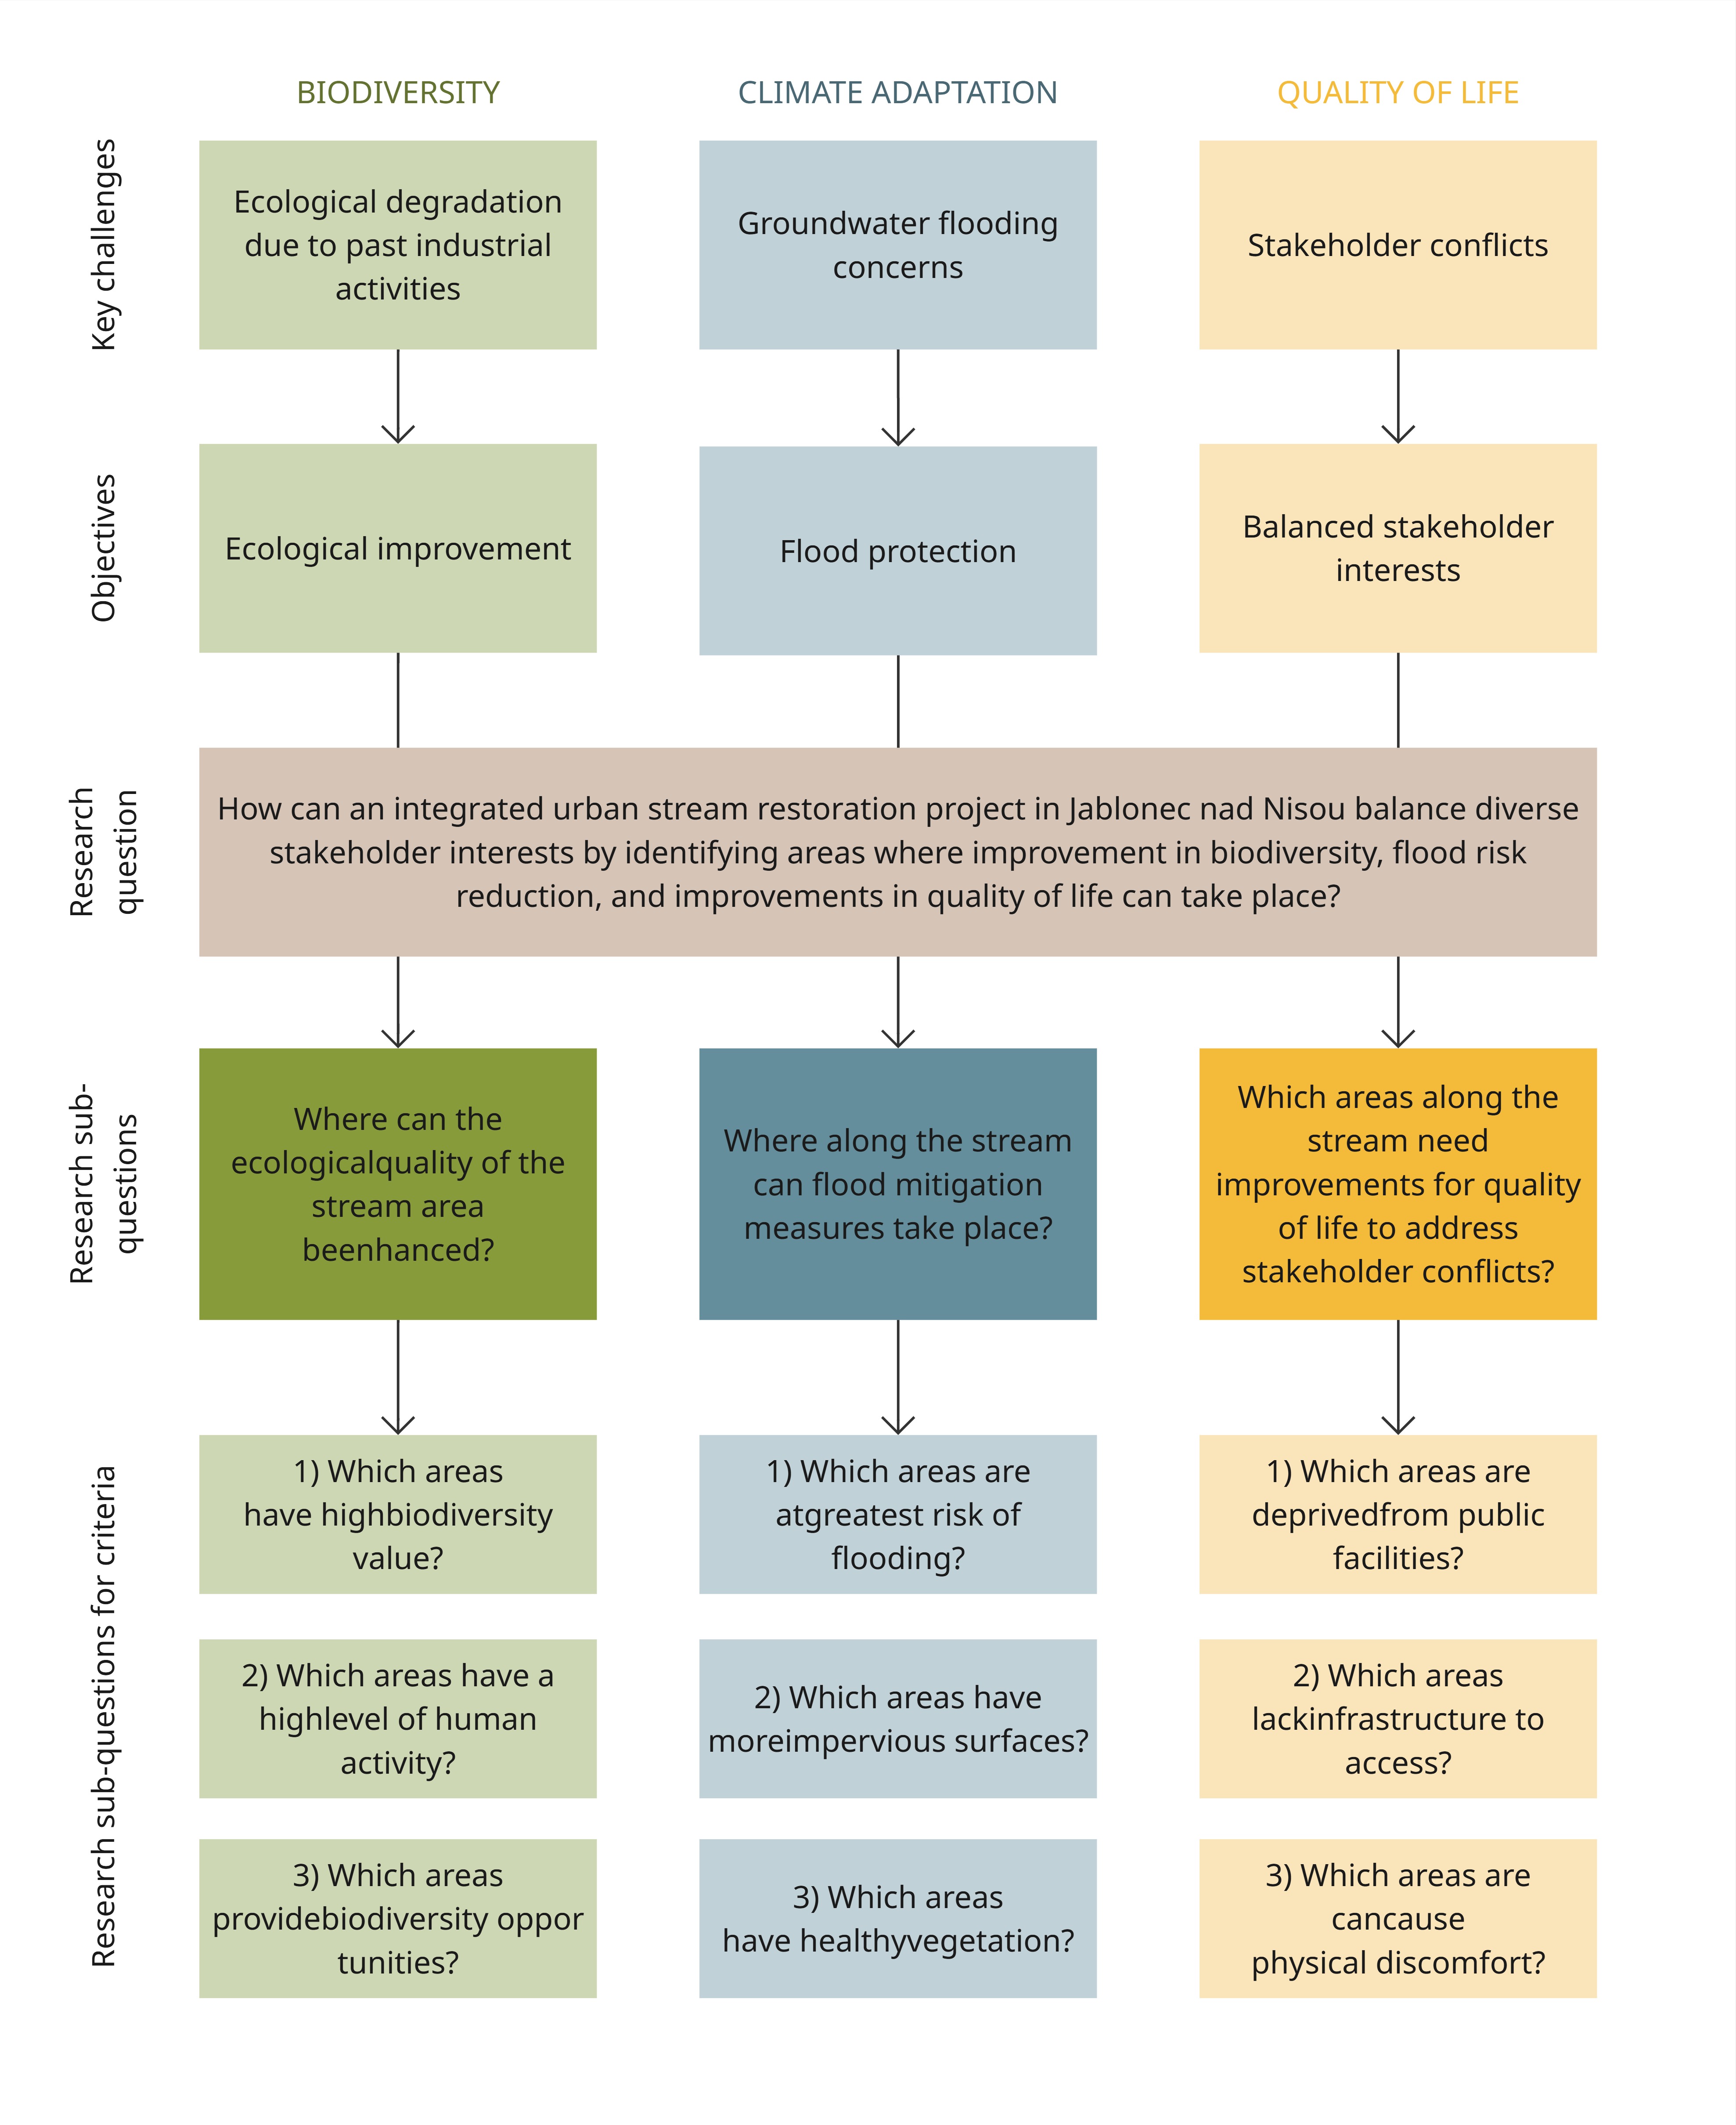 BIODIVERSITY
CLIMATE ADAPTATION
QUALITY OF LIFE
Key challenges
Ecological degradation
due to past industrial
activities
Groundwater flooding
concerns
Stakeholder conflicts
Objectives
Ecological improvement
Flood protection
Balanced stakeholder
interests
Research
question
How can an integrated urban stream restoration project in Jablonec nad Nisou balance diverse
stakeholder interests by identifying areas where improvement in biodiversity, flood risk
reduction, and improvements in quality of life can take place?
Research sub-
questions
Where can the
ecologicalquality of the
stream area
beenhanced?
Where along the stream
can flood mitigation
measures take place?
Which areas along the
stream need
improvements for quality
of life to address
stakeholder conflicts?
Research sub-questions for criteria
1) Which areas
have highbiodiversity
value?
1) Which areas are
atgreatest risk of
flooding?
1) Which areas are
deprivedfrom public
facilities?
2) Which areas have a
highlevel of human
activity?
2) Which areas have
moreimpervious surfaces?
2) Which areas
lackinfrastructure to
access?
3) Which areas
providebiodiversity oppor
tunities?
3) Which areas
have healthyvegetation?
3) Which areas are
cancause
physical discomfort?